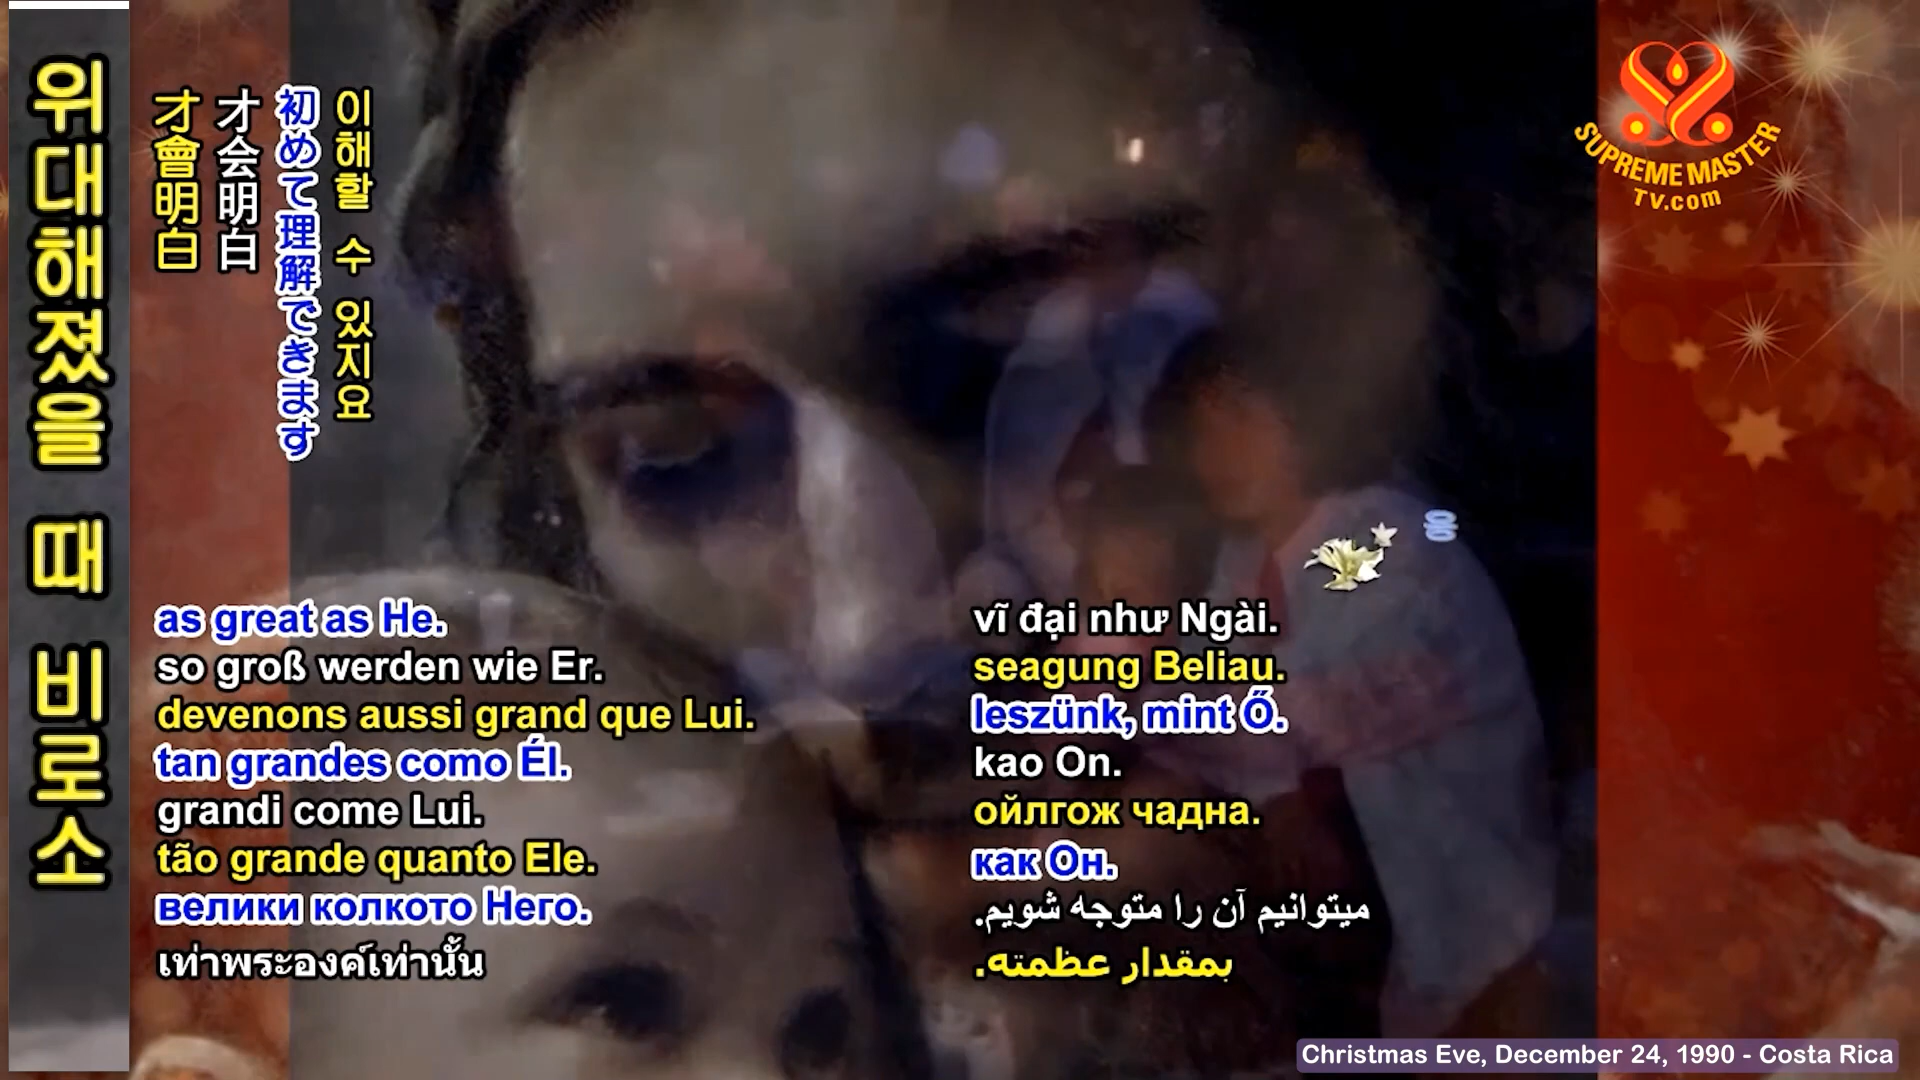 위대해졌을 때 비로소
이해할 수 있지요
初めて理解できます
才会明白
才會明白
SUPREME MASTER
TV.com
as great as He.
so groß werden wie Er.
devenons aussi grand que Lui.
tan grandes como Él.
grandi come Lui.
tão grande quanto Ele.
велики колкото Него.
เท่าพระองค์เท่านั้น
vĩ đại như Ngài.
seagung Beliau.
leszünk, mint Ő.
kao On.
ойлгож чадна.
как Он.
میتوانیم آن را متوجه شویم.
بمقدار عظمته.
Christmas Eve, December 24, 1990 - Costa Rica